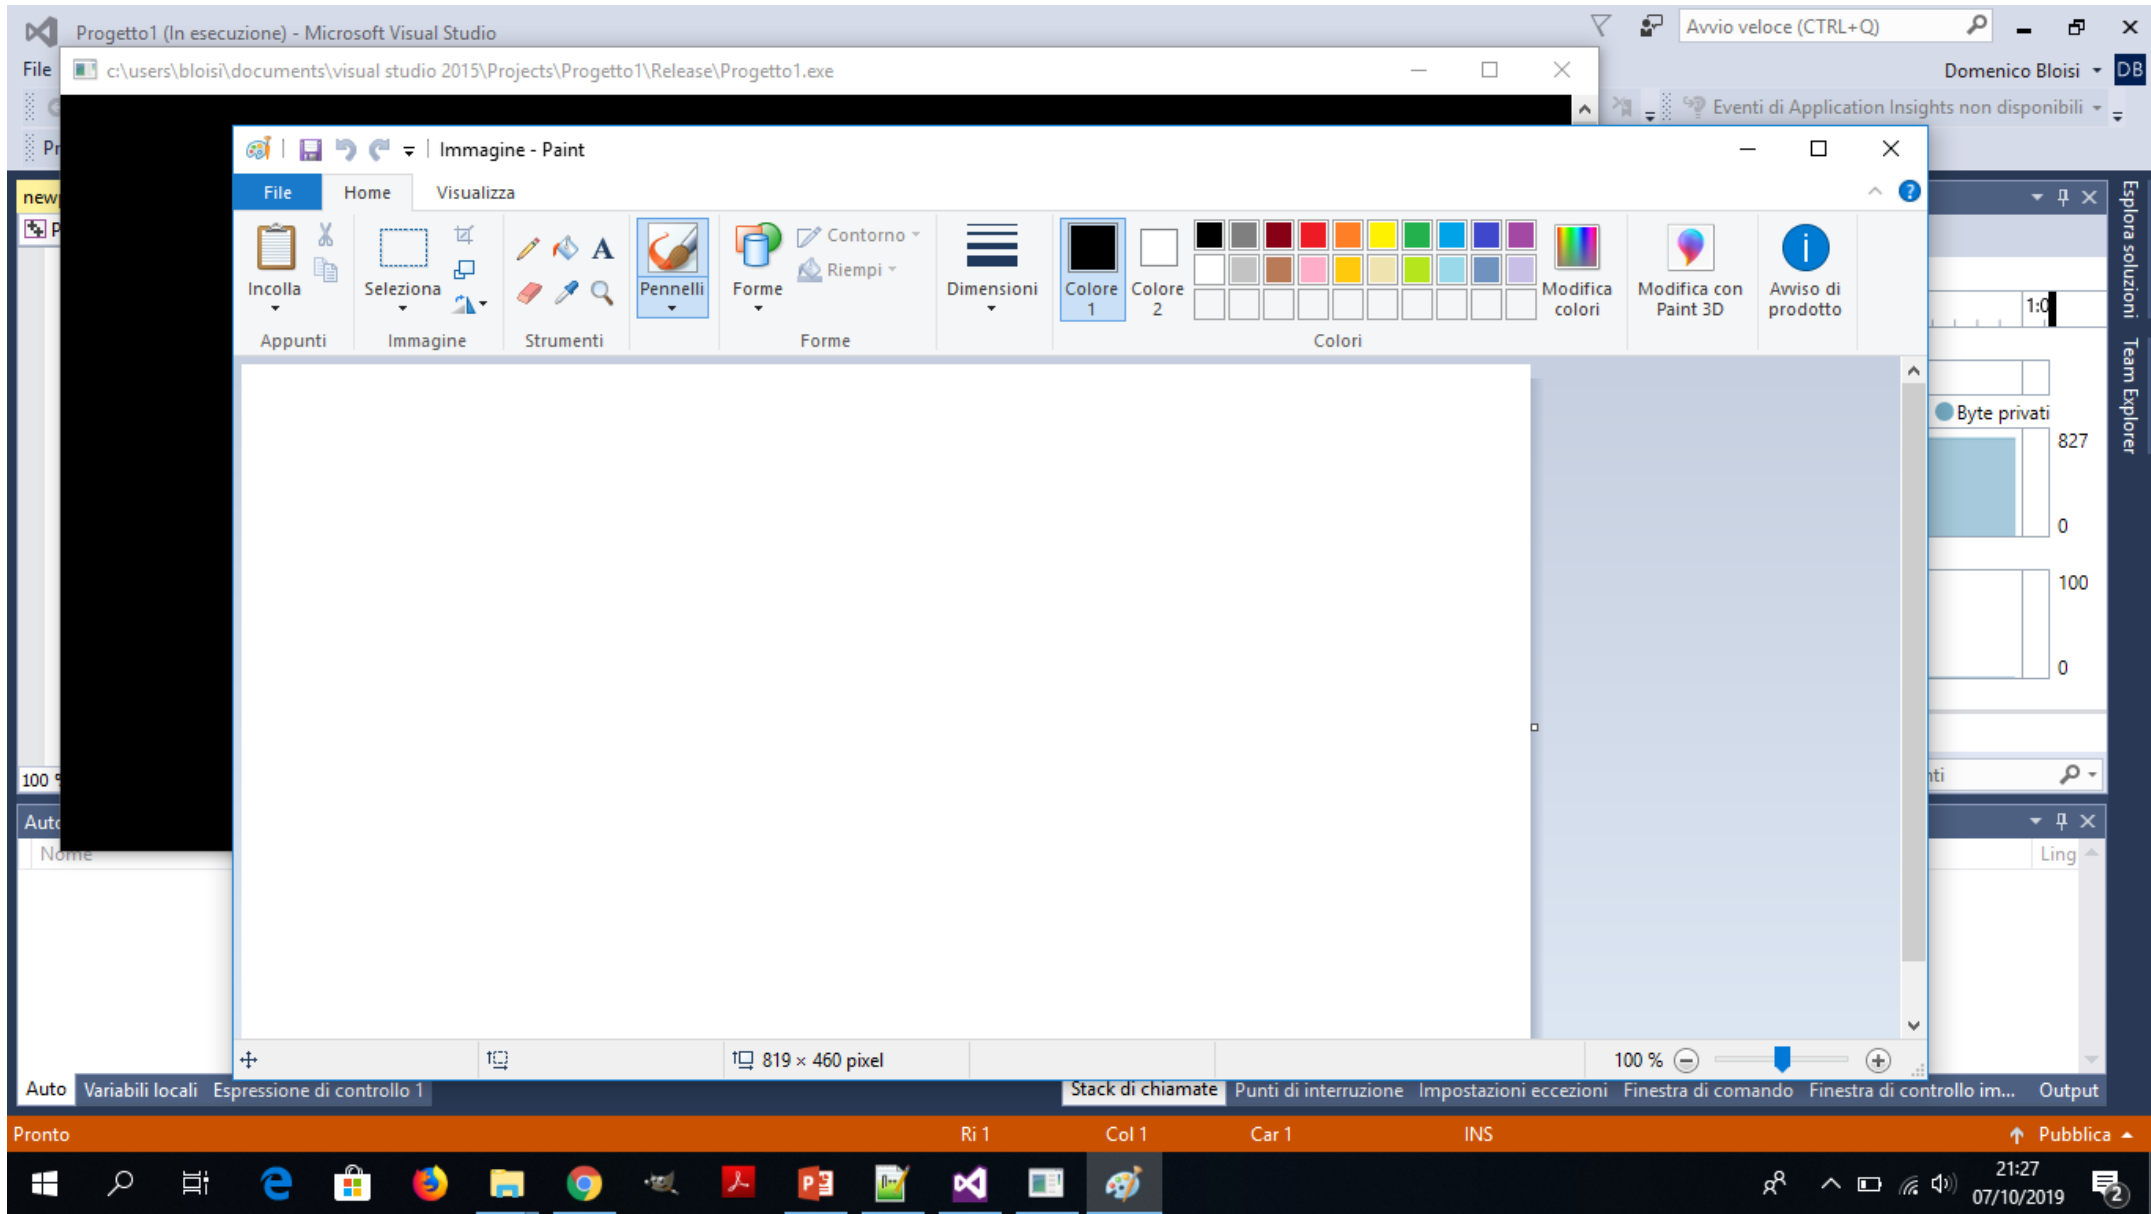 Progetto1 (In esecuzione) - Microsoft Visual Studio
Avvio veloce (CTRL+Q)
File
c:\users\bloisi\documents\visual studio 2015\Projects\Progetto1\Release\Progetto1.exe
Domenico Bloisi
DB
Eventi di Application Insights non disponibili
Pr
Immagine - Paint
File
Home
Visualizza
new
P
Incolla
Seleziona
A
Pennelli
Forme
Contorno
Riempi
Dimensioni
Colore
1
Colore
2
Modifica
colori
Modifica con
Paint 3D
Avviso di
prodotto
Appunti
Immagine
Strumenti
Forme
Colori
Esplora soluzioni
Team Explorer
Byte privati
827
0
100
0
100 %
nti
Auto
Nome
Ling
819 × 460 pixel
100 %
Auto
Variabili locali
Espressione di controllo 1
Stack di chiamate
Punti di interruzione
Impostazioni eccezioni
Finestra di comando
Finestra di controllo im...
Output
Pronto
Ri 1
Col 1
Car 1
INS
Pubblica
21:27
07/10/2019
2